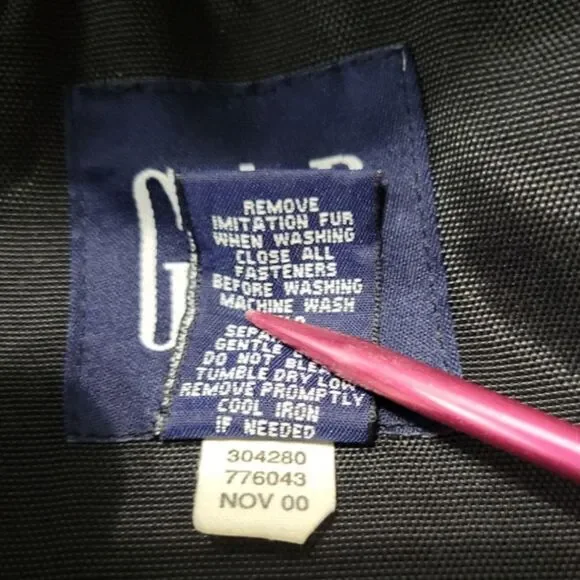 REMOVE
IMITATION FUR
WHEN WASHING
CLOSE ALL
FASTENERS
BEFORE WASHING
MACHINE WASH
GENTLE
DO NOT
TUMBLE DRY LOW
REMOVE PROMPTLY
COOL IRON
IF NEEDED
304280
776043
NOV 00